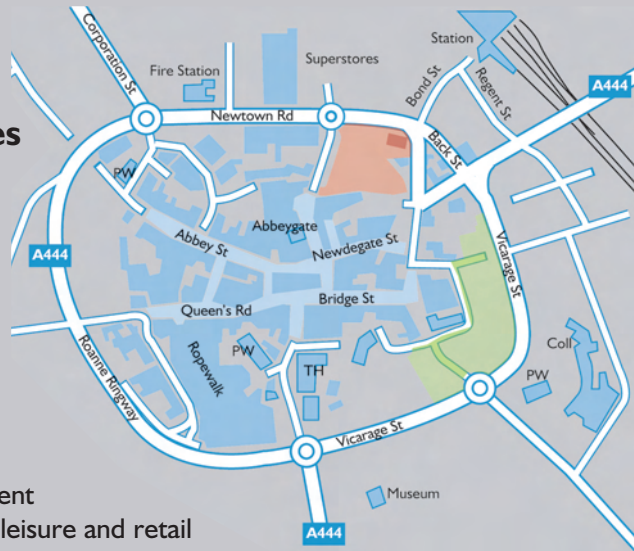 Corporation St
Station
Superstores
Fire Station
Bond St
Regent St
A444
es
Newtown Rd
Back St
PW
Abbeygate
Abbey St
Newdegate St
A444
Vicarage St
Queen's Rd
Bridge St
Roanne Ringway
Ropewalk
PW
TH
Coll
PW
Vicarage St
ent
Museum
leisure and retail
A444